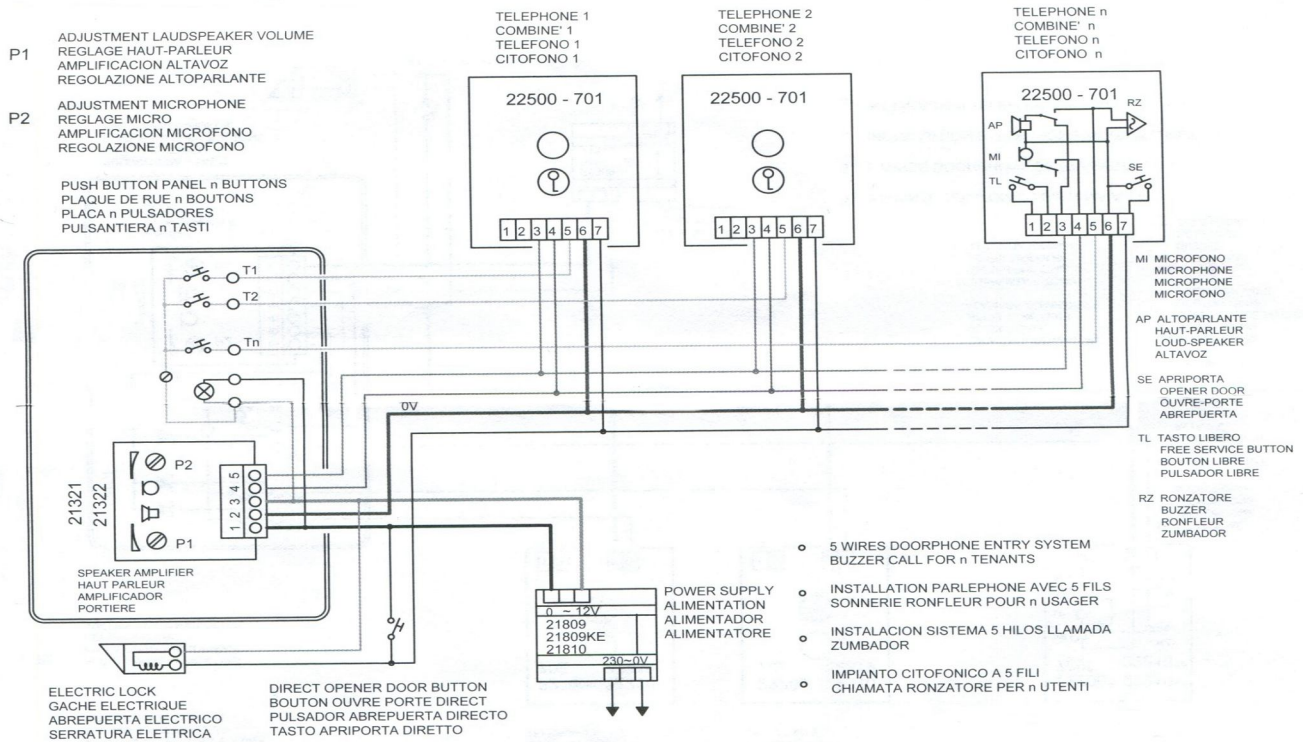 P1
ADJUSTMENT LAUDSPEAKER VOLUME
REGLAGE HAUT-PARLEUR
AMPLIFICACION ALTAVOZ
REGOLAZIONE ALTOPARLANTE
P2
ADJUSTMENT MICROPHONE
REGLAGE MICRO
AMPLIFICACION MICROFONO
REGOLAZIONE MICROFONO
PUSH BUTTON PANEL n BUTTONS
PLAQUE DE RUE n BOUTONS
PLACA n PULSADORES
PULSANTIERA n TASTI
TELEPHONE 1
COMBINE' 1
TELEFONO 1
CITOFONO 1
22500 - 701
1 2 3 4 5 6 7
TELEPHONE 2
COMBINE' 2
TELEFONO 2
CITOFONO 2
22500 - 701
1 2 3 4 5 6 7
TELEPHONE n
COMBINE' n
TELEFONO n
CITOFONO n
22500 - 701
RZ
AP
MI
SE
TL
1 2 3 4 5 6 7
T1
T2
Tn
0V
P2
5 4 3 2 1
21321
21322
P1
SPEAKER AMPLIFIER
HAUT PARLEUR
AMPLIFICADOR
PORTIERE
MI MICROFONO
MICROPHONE
MICROPHONE
MICROFONO
AP ALTOPARLANTE
HAUT-PARLEUR
LOUD-SPEAKER
ALTAVOZ
SE APRIPORTA
OPENER DOOR
OUVRE-PORTE
ABREPUERTA
TL TASTO LIBERO
FREE SERVICE BUTTON
BOUTON LIBRE
PULSADOR LIBRE
RZ RONZATORE
BUZZER
RONFLEUR
ZUMBADOR
0 ~ 12V
21809
21809KE
21810
230~0V
POWER SUPPLY
ALIMENTATION
ALIMENTADOR
ALIMENTATORE
5 WIRES DOORPHONE ENTRY SYSTEM
BUZZER CALL FOR n TENANTS
INSTALLATION PARLEPHONE AVEC 5 FILS
SONNERIE RONFLEUR POUR n USAGER
INSTALACION SISTEMA 5 HILOS LLAMADA
ZUMBADOR
IMPIANTO CITOFONICO A 5 FILI
CHIAMATA RONZATORE PER n UTENTI
ELECTRIC LOCK
GACHE ELECTRIQUE
ABREPUERTA ELECTRICO
SERRATURA ELETTRICA
DIRECT OPENER DOOR BUTTON
BOUTON OUVRE PORTE DIRECT
PULSADOR ABREPUERTA DIRECTO
TASTO APRIPORTA DIRETTO